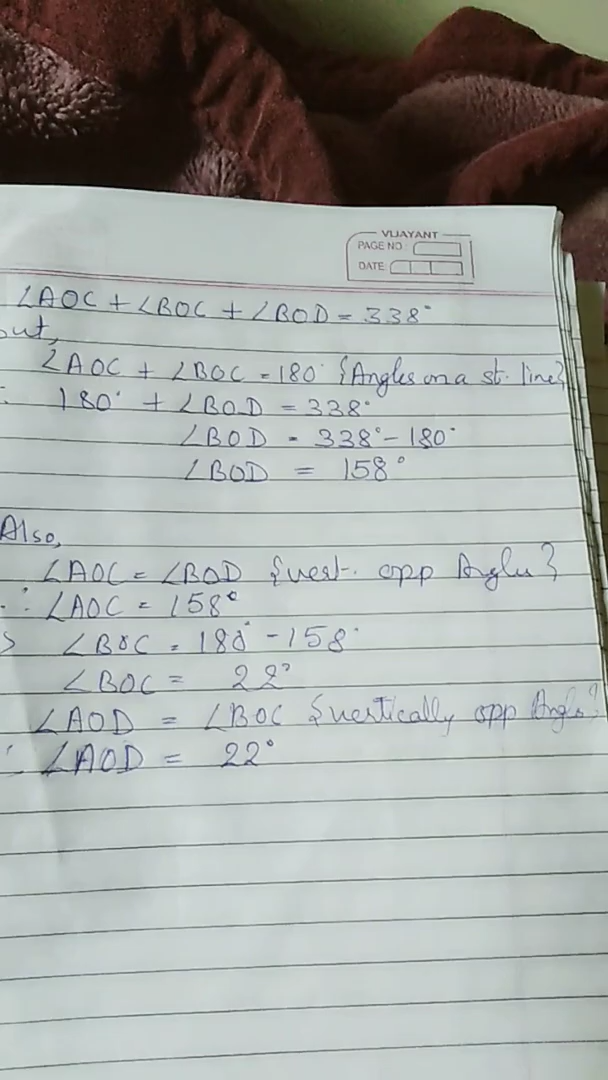 VIJAYANT
PAGE NO
DATE:
∠AOC + ∠BOC + ∠BOD = 338°
but,
∠AOC + ∠BOC = 180° {Angles on a st. line}
180° + ∠BOD = 338°
∠BOD = 338° - 180°
∠BOD = 158°
Also,
∠AOC = ∠BOD {vert. opp Angles}
∴ ∠AOC = 158°
∠BOC = 180° - 158°
∠BOC = 22°
∠AOD = ∠BOC {vertically opp Angles}
∴ ∠AOD = 22°